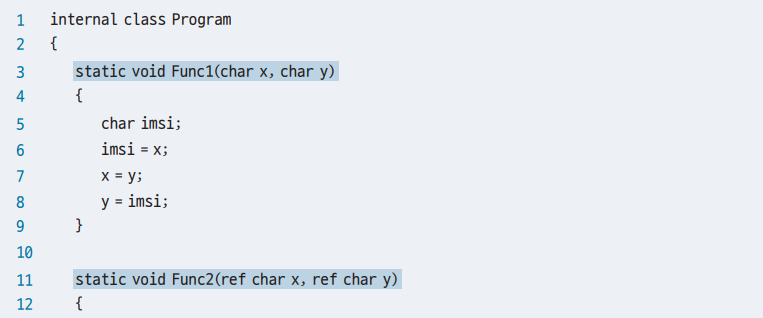 1 internal class Program
2 {
3 static void Func1(char x, char y)
4 {
5 char imsi;
6 imsi = x;
7 x = y;
8 y = imsi;
9 }
10
11 static void Func2(ref char x, ref char y)
12 {